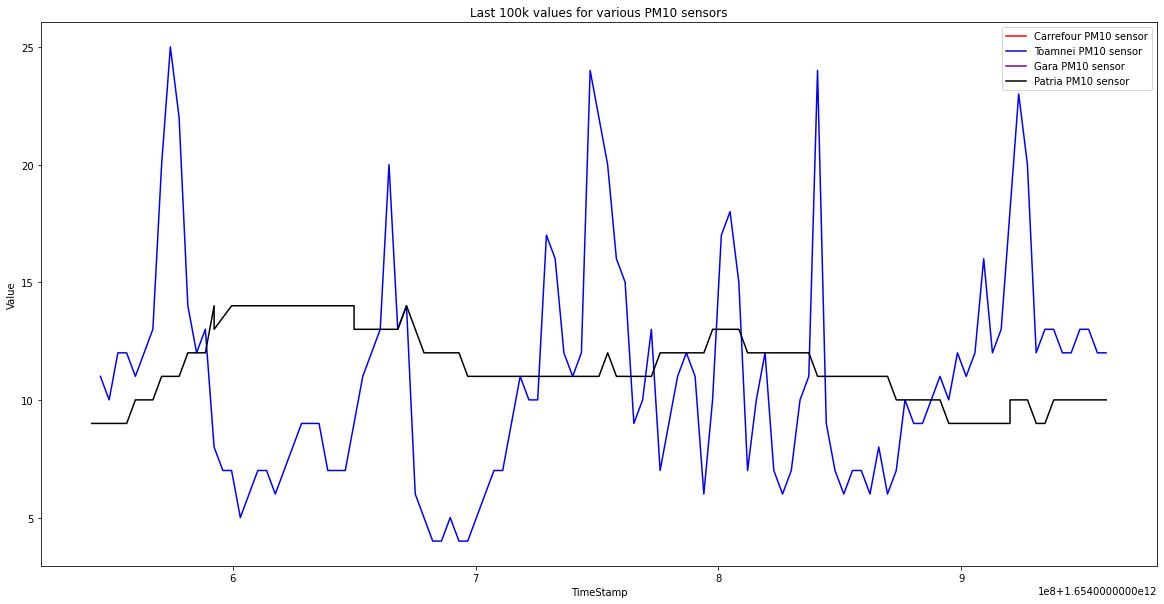 Last 100k values for various PM10 sensors
Carrefour PM10 sensor
Toamnei PM10 sensor
Gara PM10 sensor
Patria PM10 sensor
25
20
15
10
5
Value
6
7
8
9
1e8+1.6540000000e12
TimeStamp